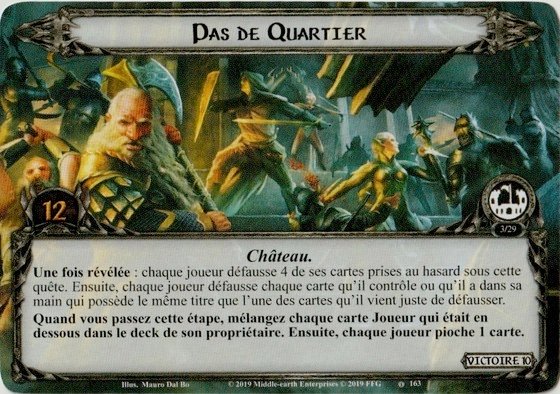 Pas de Quartier
12
3/29
Château.
Une fois révélée : chaque joueur défausse 4 de ses cartes prises au hasard sous cette
quête. Ensuite, chaque joueur défausse chaque carte qu'il contrôle ou qu'il a dans sa
main qui possède le même titre que l'une des cartes qu'il vient juste de défausser.
Quand vous passez cette étape, mélangez chaque carte Joueur qui était en
dessous dans le deck de son propriétaire. Ensuite, chaque joueur pioche 1 carte.
VICTOIRE 10
Illus. Mauro Dal Bo © 2019 Middle-earth Enterprises © 2019 FFG 163